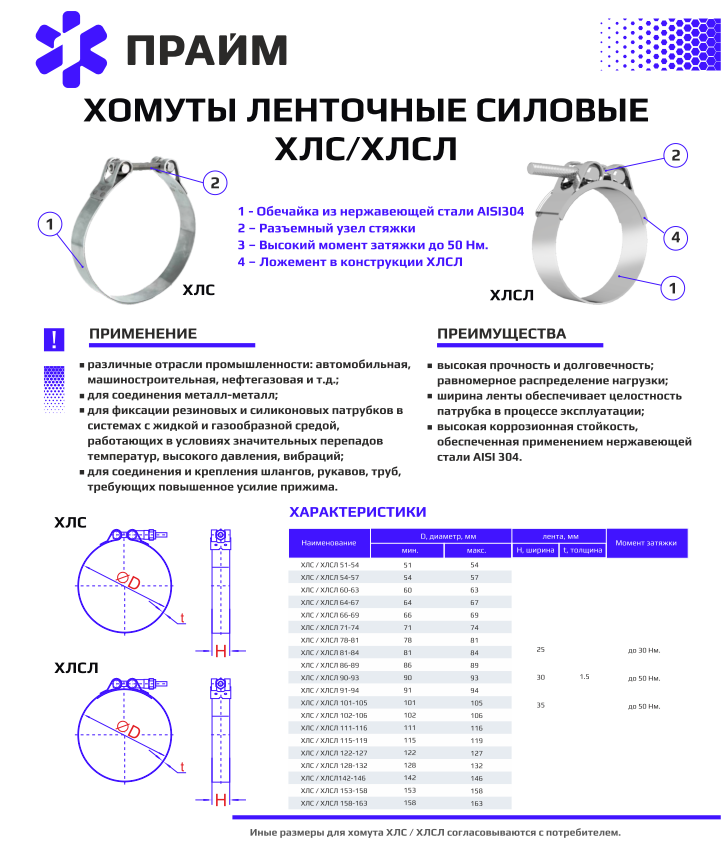 ПРАЙМ
ХОМУТЫ ЛЕНТОЧНЫЕ СИЛОВЫЕ
ХЛС/ХЛСЛ
2
1
ХЛС
1 - Обечайка из нержавеющей стали AISI304
2 – Разъемный узел стяжки
3 – Высокий момент затяжки до 50 Нм.
4 – Ложемент в конструкции ХЛСЛ
2
4
1
ХЛСЛ
! ПРИМЕНЕНИЕ
различные отрасли промышленности: автомобильная,
машиностроительная, нефтегазовая и т.д.;
для соединения металл-металл;
для фиксации резиновых и силиконовых патрубков в
системах с жидкой и газообразной средой,
работающих в условиях значительных перепадов
температур, высокого давления, вибраций;
для соединения и крепления шлангов, рукавов, труб,
требующих повышенное усилие прижима.
ПРЕИМУЩЕСТВА
высокая прочность и долговечность;
равномерное распределение нагрузки;
ширина ленты обеспечивает целостность
патрубка в процессе эксплуатации;
высокая коррозионная стойкость,
обеспеченная применением нержавеющей
стали AISI 304.
ХЛС
∅D
t
H
ХЛСЛ
∅D
t
H
ХАРАКТЕРИСТИКИ
Наименование D, диаметр, мм лента, мм Момент затяжки
мин. макс. H, ширина t, толщина
ХЛС / ХЛСЛ 51-54 51 54
ХЛС / ХЛСЛ 54-57 54 57
ХЛС / ХЛСЛ 60-63 60 63
ХЛС / ХЛСЛ 64-67 64 67
ХЛС / ХЛСЛ 66-69 66 69
ХЛС / ХЛСЛ 71-74 71 74
ХЛС / ХЛСЛ 78-81 78 81
ХЛС / ХЛСЛ 81-84 81 84 25 до 30 Нм.
ХЛС / ХЛСЛ 86-89 86 89
ХЛС / ХЛСЛ 90-93 90 93 30 1.5 до 50 Нм.
ХЛС / ХЛСЛ 91-94 91 94
ХЛС / ХЛСЛ 101-105 101 105 35 до 50 Нм.
ХЛС / ХЛСЛ 102-106 102 106
ХЛС / ХЛСЛ 111-116 111 116
ХЛС / ХЛСЛ 115-119 115 119
ХЛС / ХЛСЛ 122-127 122 127
ХЛС / ХЛСЛ 128-132 128 132
ХЛС / ХЛСЛ142-146 142 146
ХЛС / ХЛСЛ 153-158 153 158
ХЛС / ХЛСЛ 158-163 158 163
Иные размеры для хомута ХЛС / ХЛСЛ согласовываются с потребителем.